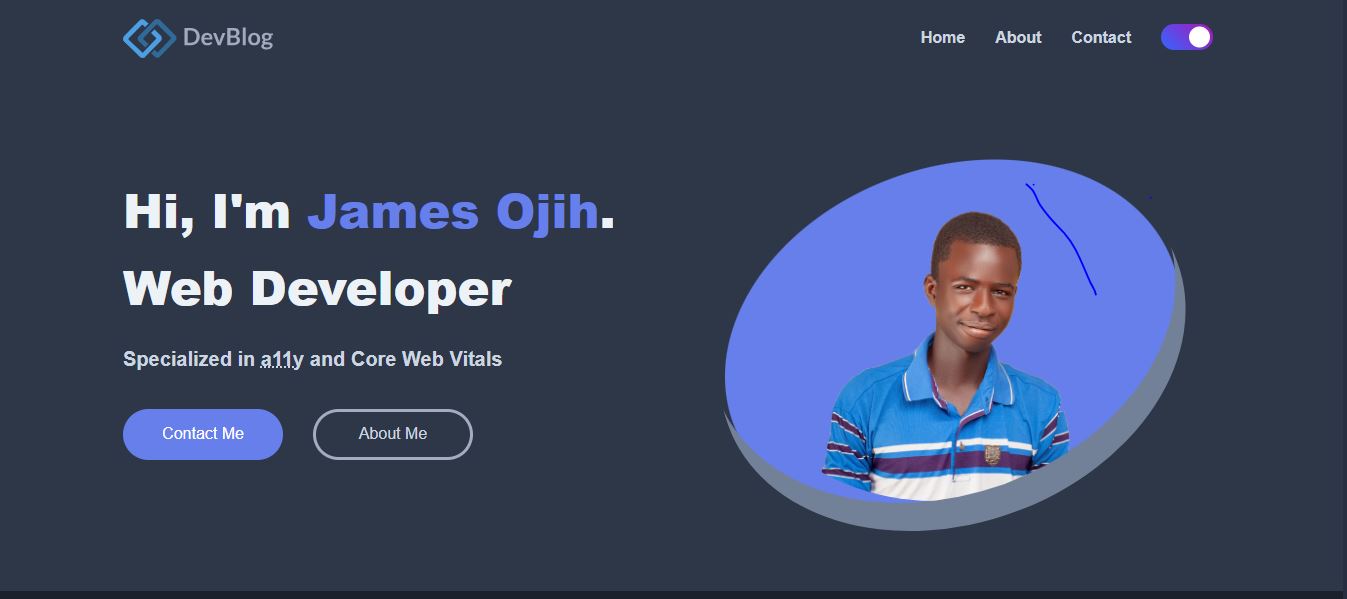 DevBlog
Home About Contact
Hi, I'm James Ojih.
Web Developer
Specialized in a11y and Core Web Vitals
Contact Me About Me